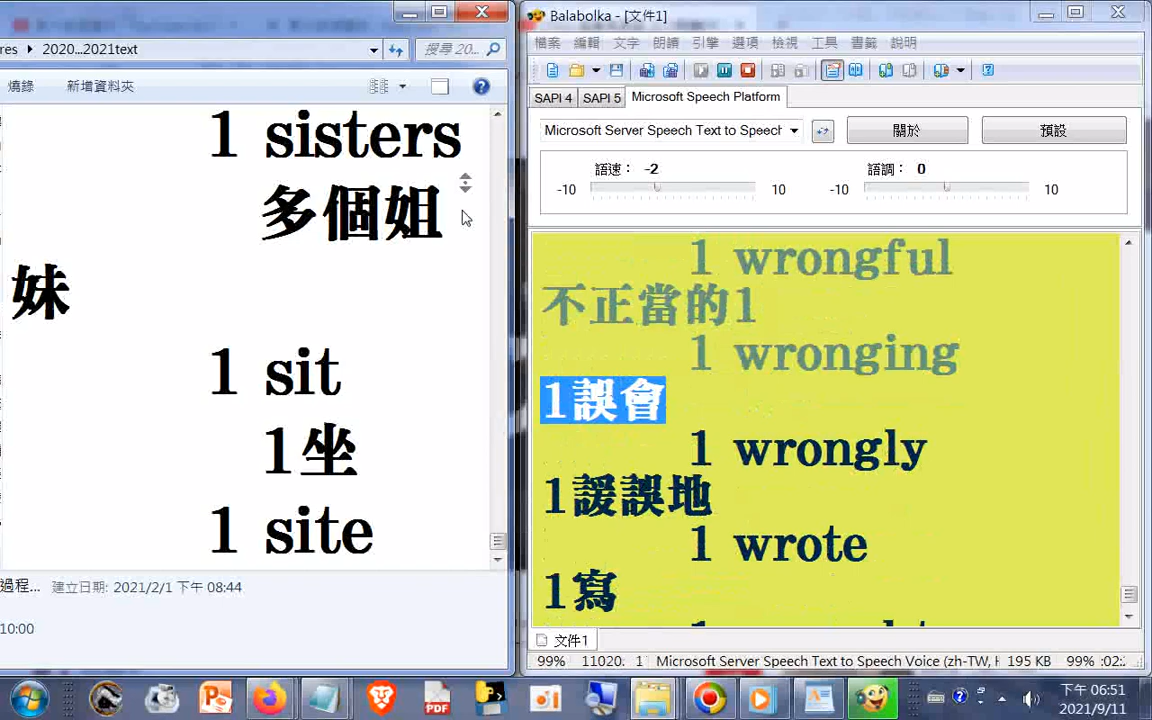 res ▸ 2020...2021text
搜尋 20...
燒錄
新增資料夾
1 sisters
多個姐
妹
1 sit
1坐
1 site
過程... 建立日期: 2021/2/1 下午 08:44
10:00
Balabolka - [文件1]
檔案 編輯 文字 朗讀 引擎 選項 檢視 工具 書籤 說明
SAPI 4 SAPI 5 Microsoft Speech Platform
Microsoft Server Speech Text to Speech
關於
預設
語速： -2
語調： 0
-10 10 -10 10
1 wrongful
不正當的1
1 wronging
1誤會
1 wrongly
1諼誤地
1 wrote
1寫
文件1
99% 11020. 1 Microsoft Server Speech Text to Speech Voice (zh-TW, H 195 KB 99% :02:
PDF
下午 06:51
2021/9/11